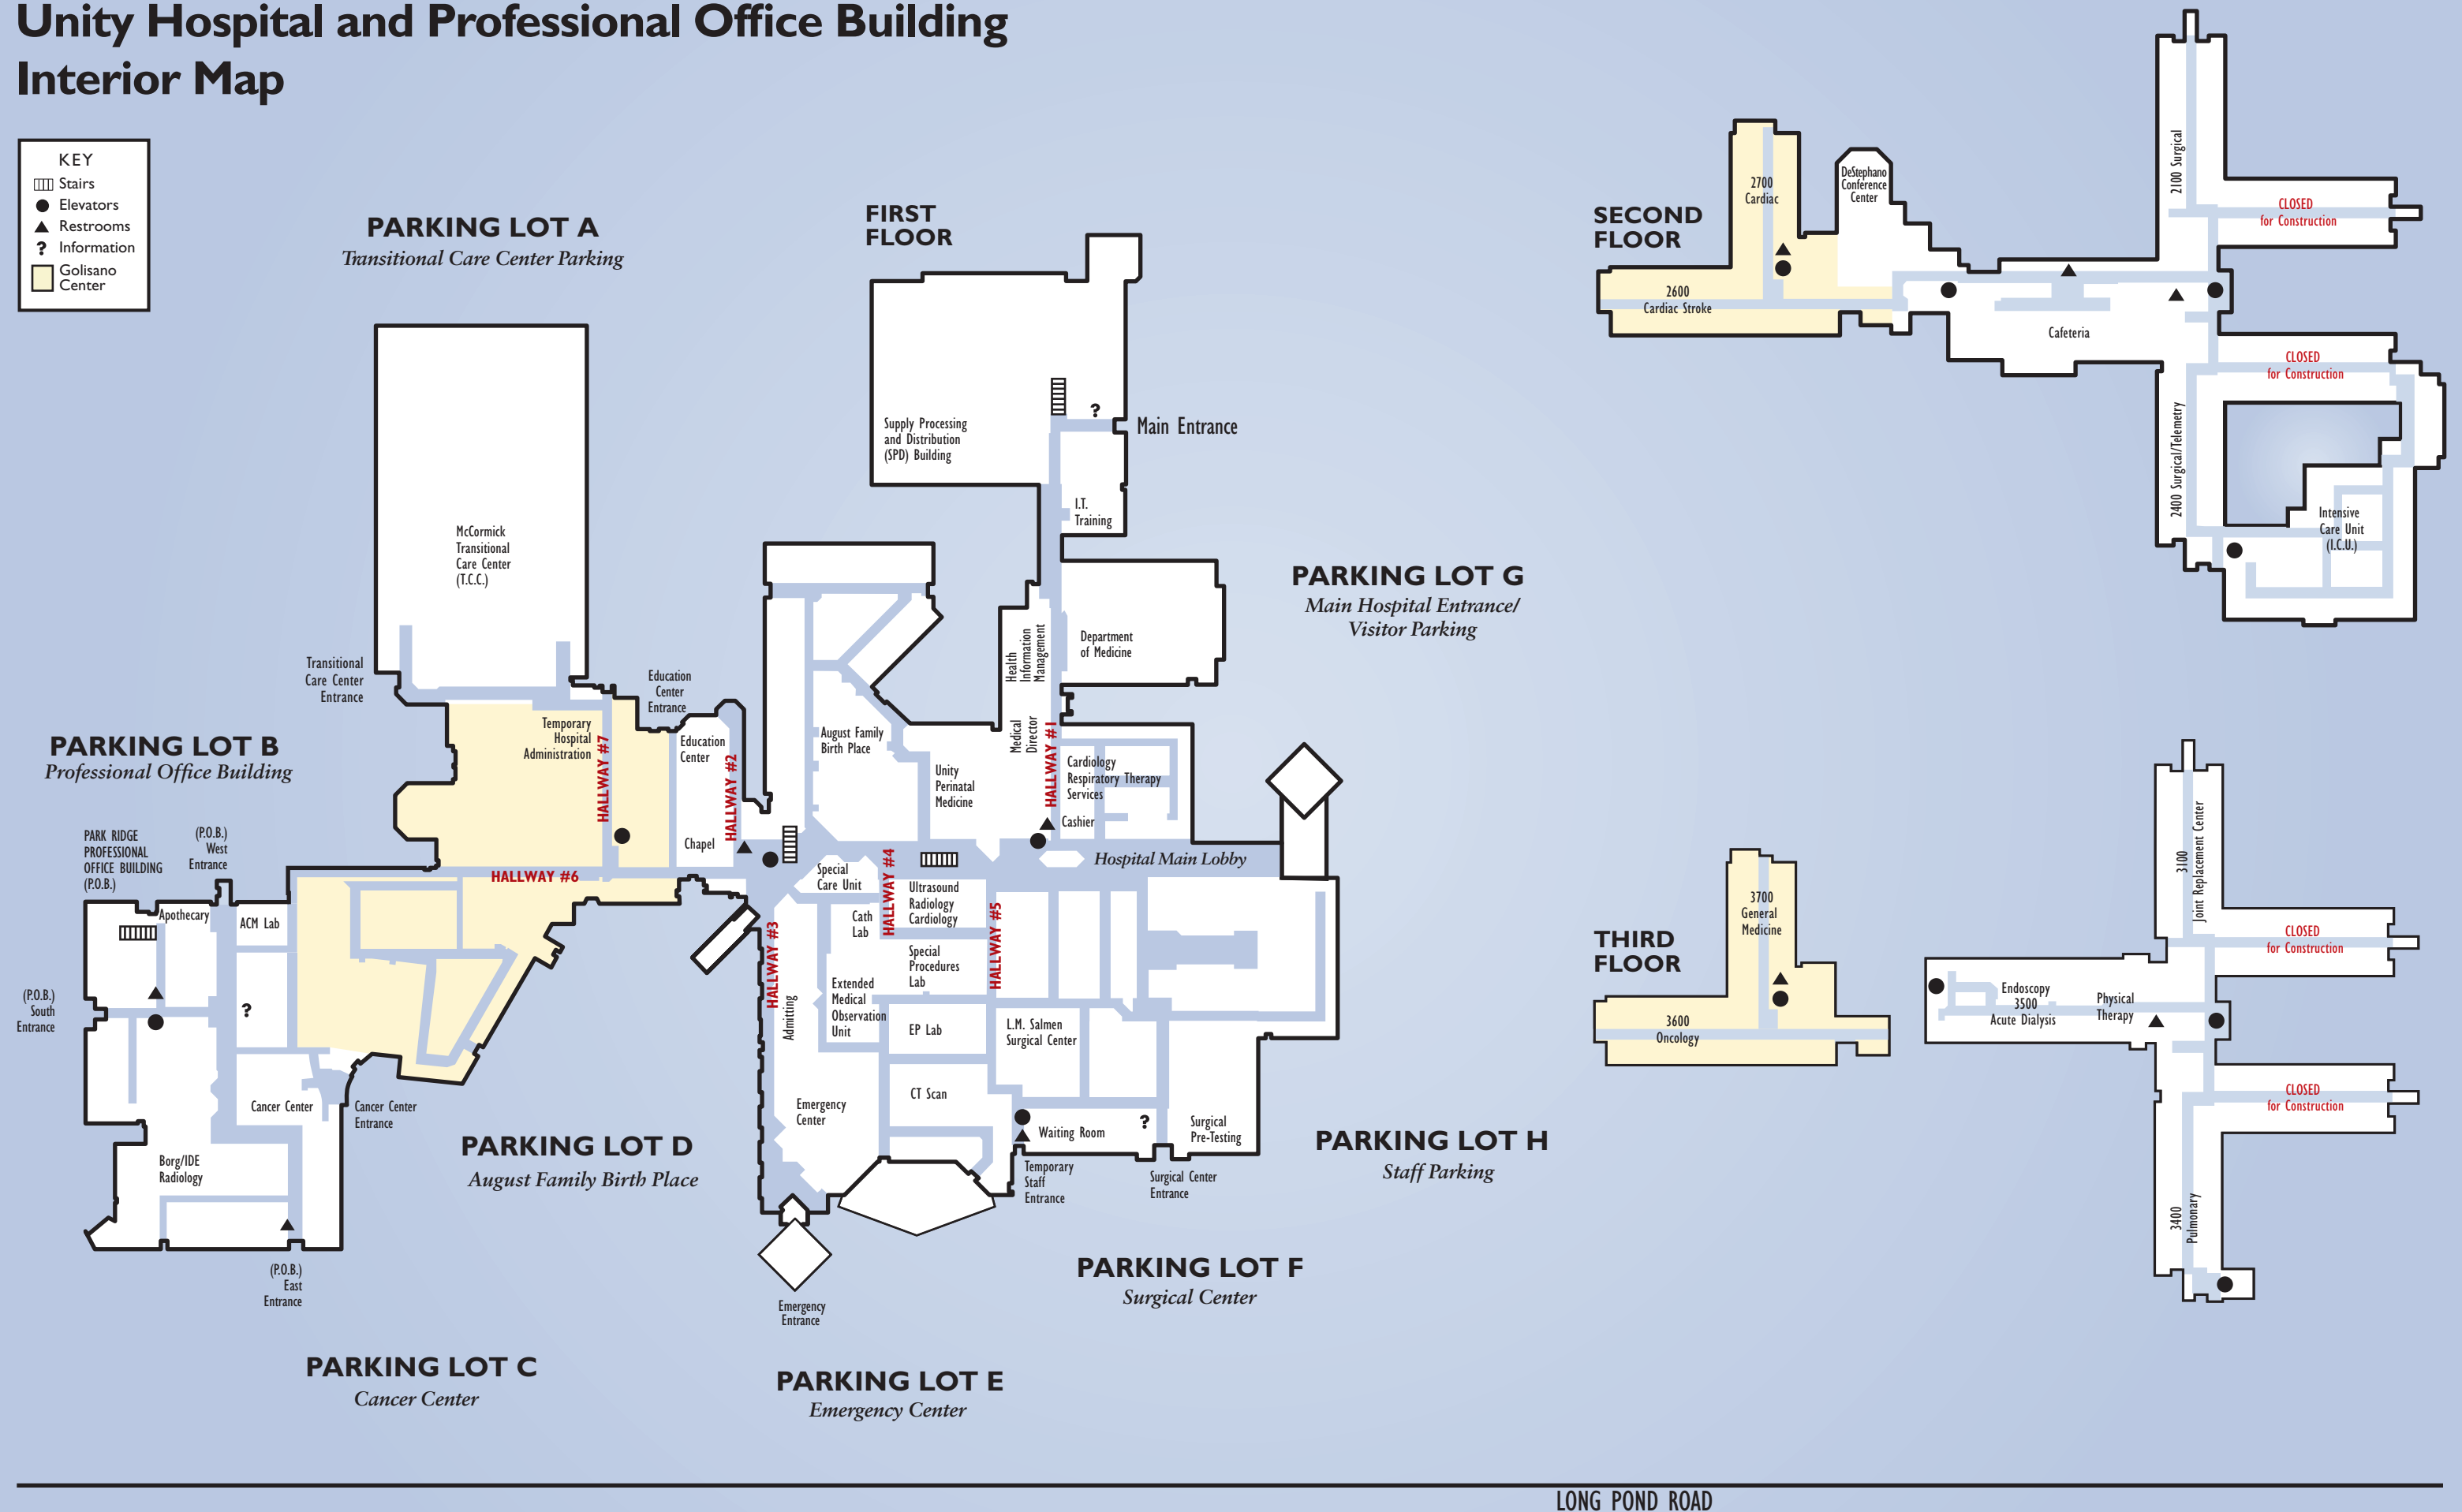 Unity Hospital and Professional Office Building
Interior Map
KEY
Stairs
Elevators
Restrooms
? Information
Golisano
Center
PARKING LOT A
Transitional Care Center Parking
FIRST
FLOOR
Supply Processing
and Distribution
(SPD) Building
?
Main Entrance
I.T.
Training
McCormick
Transitional
Care Center
(T.C.C.)
Transitional
Care Center
Entrance
Education
Center
Entrance
PARKING LOT G
Main Hospital Entrance/
Visitor Parking
Health
Information
Management
Department
of Medicine
Medical
Director
HALLWAY #1
Cardiology
Respiratory Therapy
Services
Cashier
Hospital Main Lobby
Temporary
Hospital
Administration
HALLWAY #7
Education
Center
HALLWAY #2
Chapel
August Family
Birth Place
Unity
Perinatal
Medicine
PARKING LOT B
Professional Office Building
PARK RIDGE
PROFESSIONAL
OFFICE BUILDING
(P.O.B.)
(P.O.B.)
West
Entrance
HALLWAY #6
Apothecary
ACM Lab
(P.O.B.)
South
Entrance
?
Cancer Center
Cancer Center
Entrance
Borg/IDE
Radiology
(P.O.B.)
East
Entrance
Special
Care Unit
HALLWAY #4
Ultrasound
Radiology
Cardiology
Cath
Lab
HALLWAY #3
HALLWAY #5
Special
Procedures
Lab
Admitting
Extended
Medical
Observation
Unit
EP Lab
L.M. Salmen
Surgical Center
CT Scan
Emergency
Center
Waiting Room
?
Surgical
Pre-Testing
Temporary
Staff
Entrance
Surgical Center
Entrance
Emergency
Entrance
PARKING LOT D
August Family Birth Place
PARKING LOT H
Staff Parking
PARKING LOT F
Surgical Center
PARKING LOT C
Cancer Center
PARKING LOT E
Emergency Center
SECOND
FLOOR
2700
Cardiac
DeStephano
Conference
Center
2600
Cardiac Stroke
Cafeteria
2100 Surgical
CLOSED
for Construction
CLOSED
for Construction
2400 Surgical/Telemetry
Intensive
Care Unit
(I.C.U.)
THIRD
FLOOR
3700
General
Medicine
3600
Oncology
3100
Joint Replacement Center
CLOSED
for Construction
Endoscopy
3500
Acute Dialysis
Physical
Therapy
CLOSED
for Construction
3400
Pulmonary
LONG POND ROAD